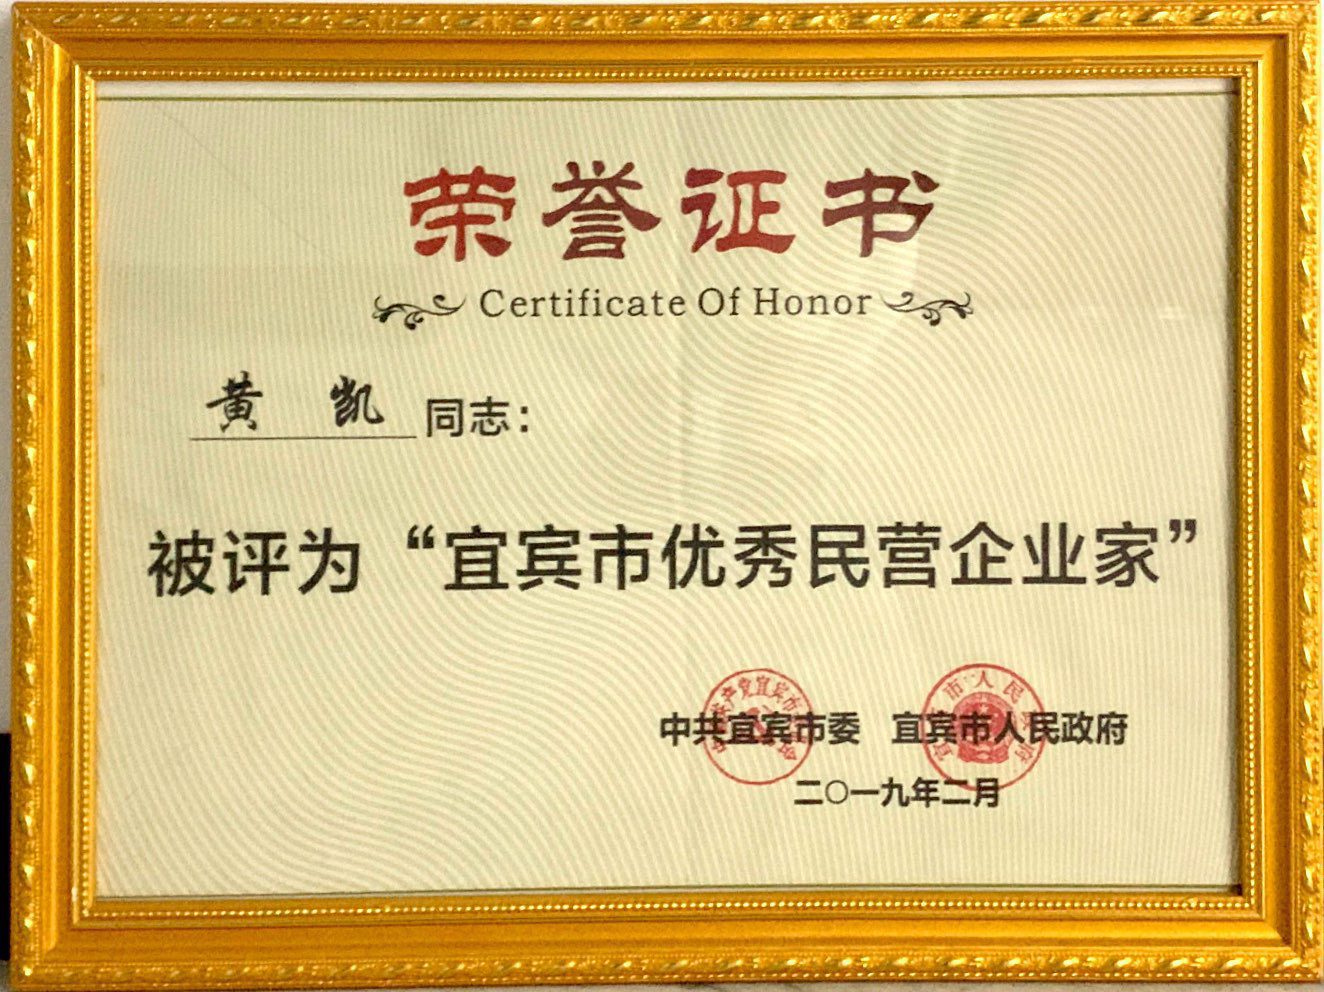 荣誉证书
Certificate Of Honor
黄 凯 同志：
被评为 “宜宾市优秀民营企业家”
中共宜宾市委 宜宾市人民政府
二〇一九年二月